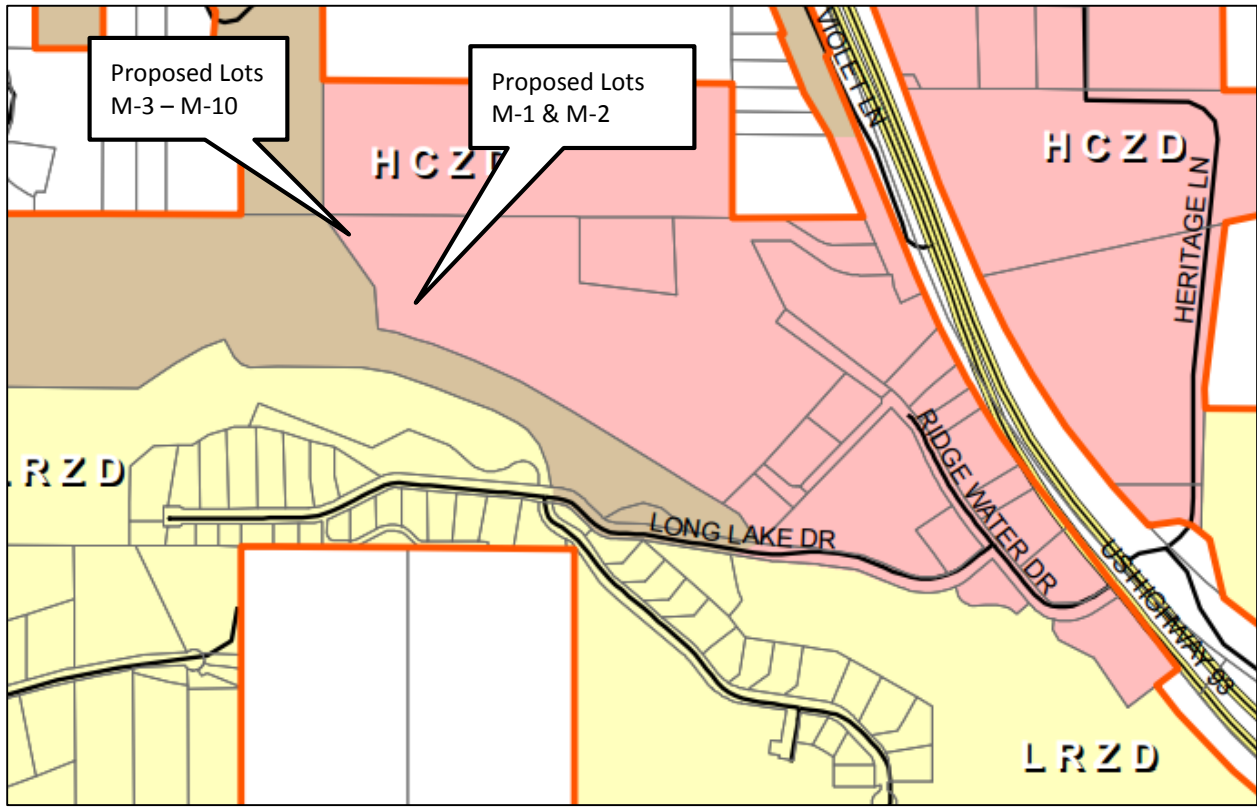 Proposed Lots
M-3 – M-10
Proposed Lots
M-1 & M-2
VIOLET LN
HCZD
HCZD
HERITAGE LN
LRZD
RIDGE WATER DR
LONG LAKE DR
US HIGHWAY 93
LRZD